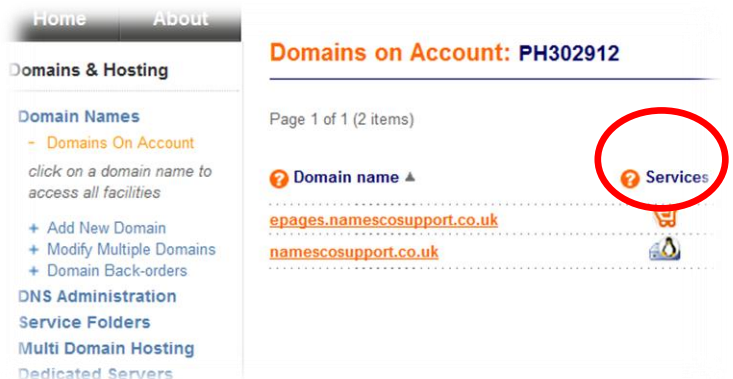 Home About
Domains & Hosting
Domain Names
- Domains On Account
click on a domain name to
access all facilities
+ Add New Domain
+ Modify Multiple Domains
+ Domain Back-orders
DNS Administration
Service Folders
Multi Domain Hosting
Dedicated Servers
Domains on Account: PH302912
Page 1 of 1 (2 items)
? Domain name ▲ ? Services
epages.namescosupport.co.uk
namescosupport.co.uk